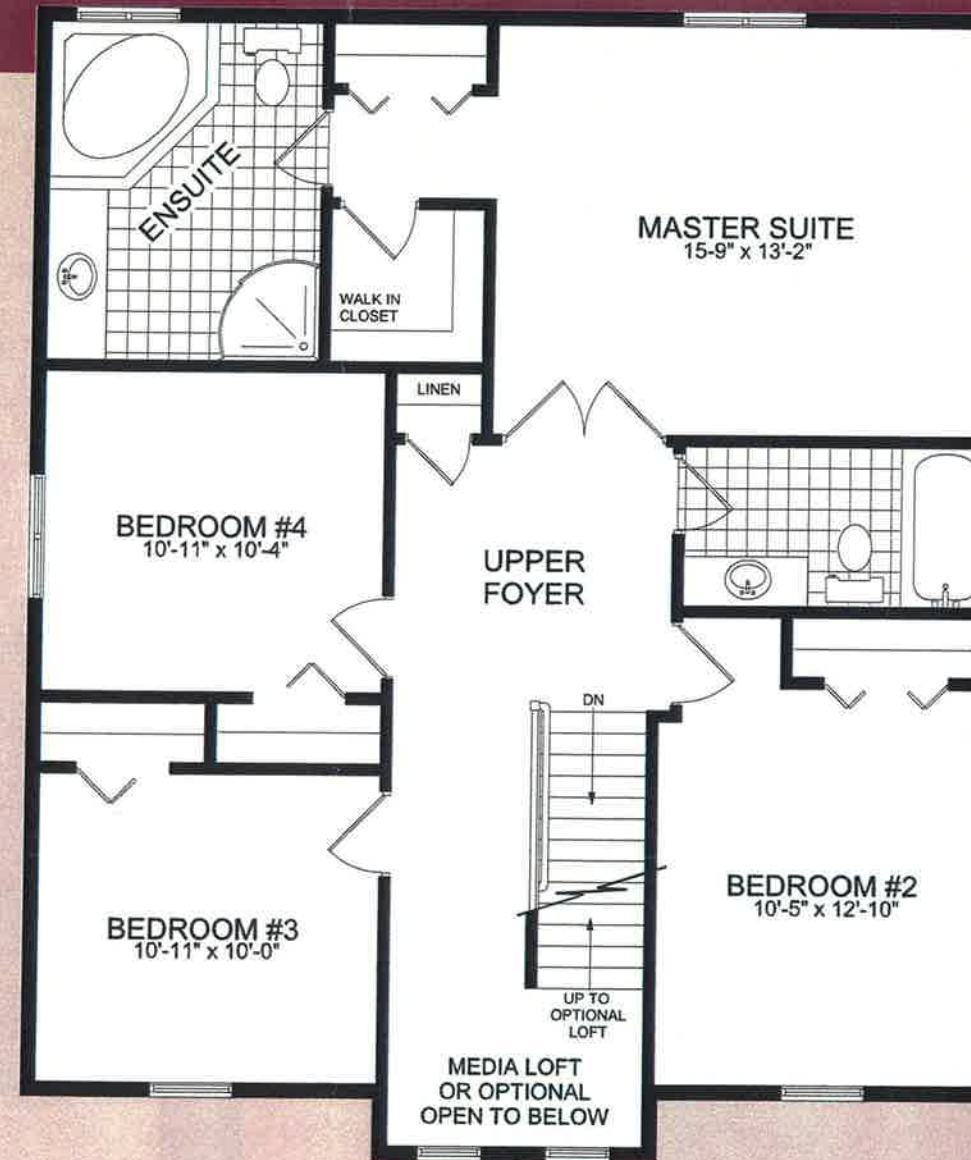 ENSUITE
MASTER SUITE
15-9" x 13'-2"
WALK IN
CLOSET
LINEN
BEDROOM #4
10'-11" x 10'-4"
UPPER
FOYER
DN
BEDROOM #2
10'-5" x 12'-10"
BEDROOM #3
10'-11" x 10'-0"
UP TO
OPTIONAL
LOFT
MEDIA LOFT
OR OPTIONAL
OPEN TO BELOW